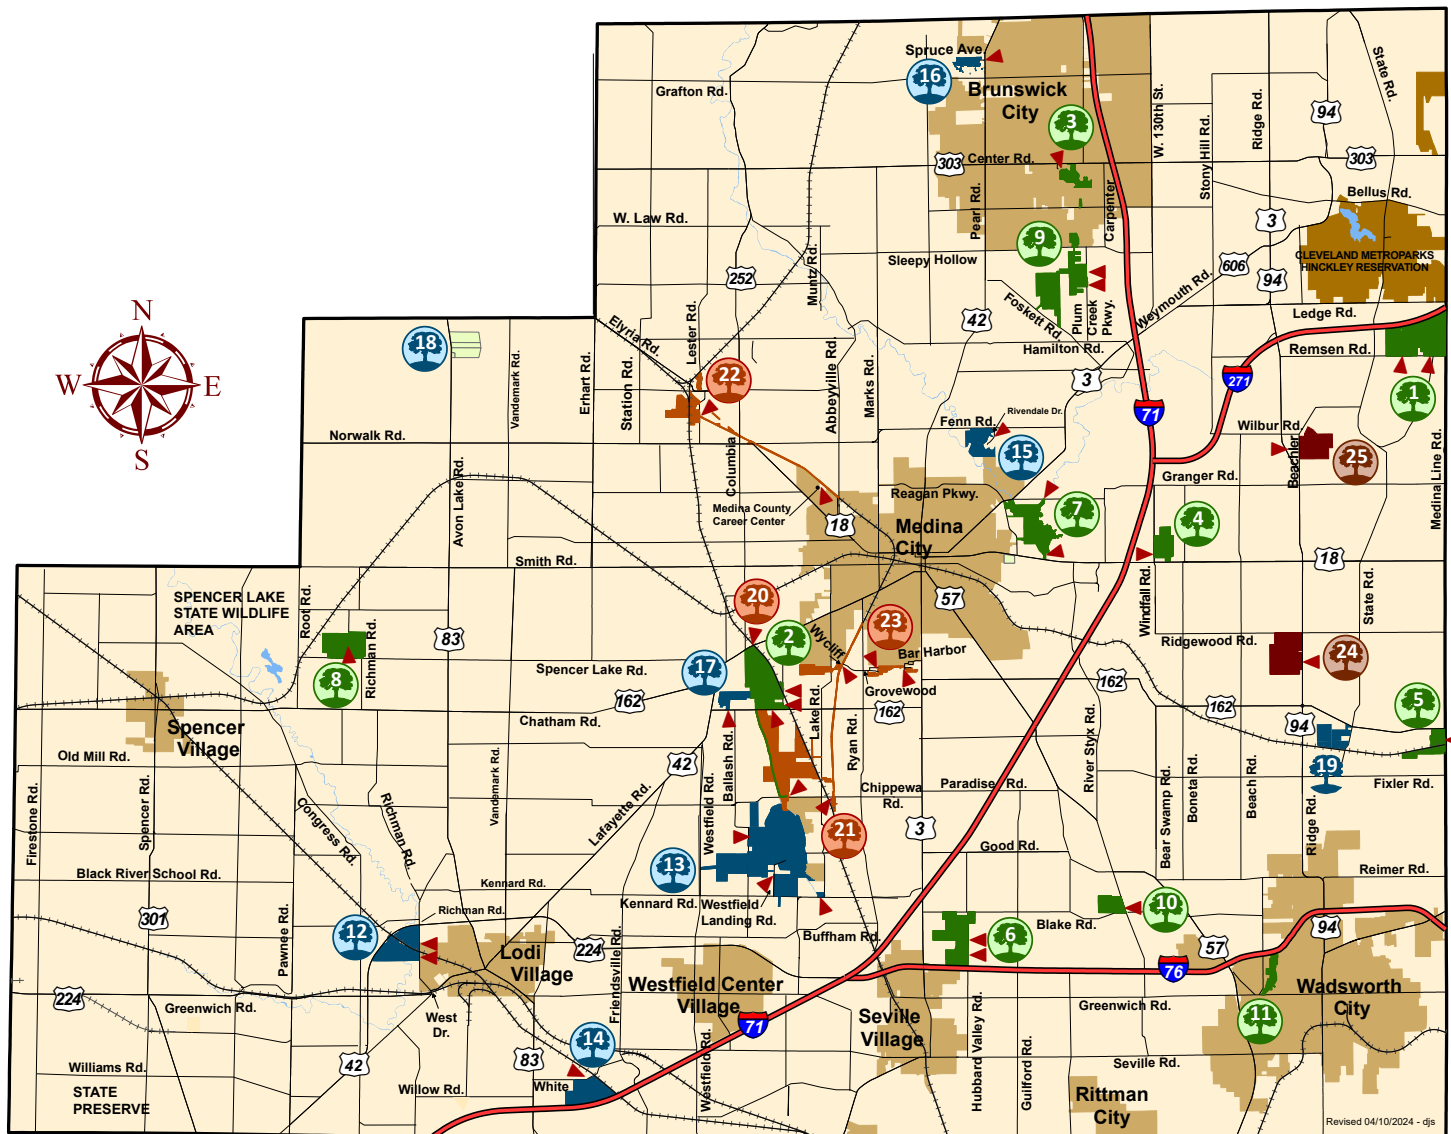 Spruce Ave.
16
Brunswick
City
Grafton Rd.
3
94
State Rd.
Ridge Rd.
W. 130th St.
Stony Hill Rd.
303
Center Rd.
303
Bellus Rd.
W. Law Rd.
Pearl Rd.
Carpenter
3
9
Sleepy Hollow
606
CLEVELAND METROPARKS
HINCKLEY RESERVATION
94
252
Muntz Rd.
Weymouth Rd.
Foskett Rd.
Plum
Creek
Pkwy.
Ledge Rd.
42
Hamilton Rd.
Remsen Rd.
N
W
E
S
18
Elyria Rd.
Lester Rd.
22
Vandemark Rd.
Erhart Rd.
Station Rd.
Abbeyville Rd.
Marks Rd.
3
271
71
1
Rivendale Dr.
Fenn Rd.
15
Wilbur Rd.
Beachler
25
Medina Line Rd.
Norwalk Rd.
Avon Lake Rd.
Columbia
Granger Rd.
Reagan Pkwy.
Medina County
Career Center
18
Medina
City
7
4
Smith Rd.
18
SPENCER LAKE
STATE WILDLIFE
AREA
Root Rd.
Richman Rd.
83
20
57
Windfall Rd.
State Rd.
2
Wycliff
23
Bar Harbor
Ridgewood Rd.
24
8
Spencer Lake Rd.
17
Grovewood
162
162
162
162
5
Chatham Rd.
Lake Rd.
Ryan Rd.
River Styx Rd.
94
Spencer
Village
Old Mill Rd.
42
Ballash Rd.
19
Fixler Rd.
Vandemark Rd.
Westfield Rd.
Chippewa
Rd.
Paradise Rd.
Bear Swamp Rd.
Boneta Rd.
Beach Rd.
Firestone Rd.
Spencer Rd.
Congress Rd.
Richman Rd.
Lafayette Rd.
21
3
Ridge Rd.
Good Rd.
Black River School Rd.
Kennard Rd.
13
Reimer Rd.
Kennard Rd.
Westfield
Landing Rd.
301
Richman Rd.
10
Blake Rd.
94
Pawnee Rd.
12
Lodi
Village
224
Buffham Rd.
6
57
76
Friendsville Rd.
Westfield Center
Village
Wadsworth
City
224
Greenwich Rd.
West
Dr.
71
Seville
Village
Greenwich Rd.
11
14
Hubbard Valley Rd.
Guilford Rd.
Williams Rd.
42
83
Westfield Rd.
Seville Rd.
STATE
PRESERVE
Willow Rd.
White
Rittman
City
Revised 04/10/2024 - djs